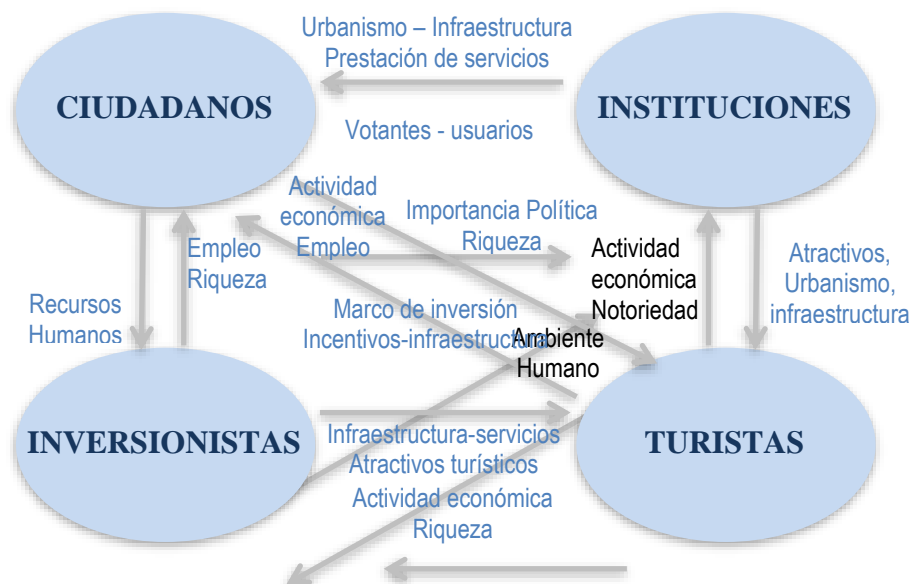 Urbanismo – Infraestructura
Prestación de servicios
CIUDADANOS
INSTITUCIONES
Votantes - usuarios
Actividad
económica
Empleo
Importancia Política
Riqueza
Empleo
Riqueza
Actividad
económica
Notoriedad
Atractivos,
Urbanismo,
infraestructura
Recursos
Humanos
Marco de inversión
Incentivos-infraestructura
Ambiente
Humano
INVERSIONISTAS
TURISTAS
Infraestructura-servicios
Atractivos turísticos
Actividad económica
Riqueza